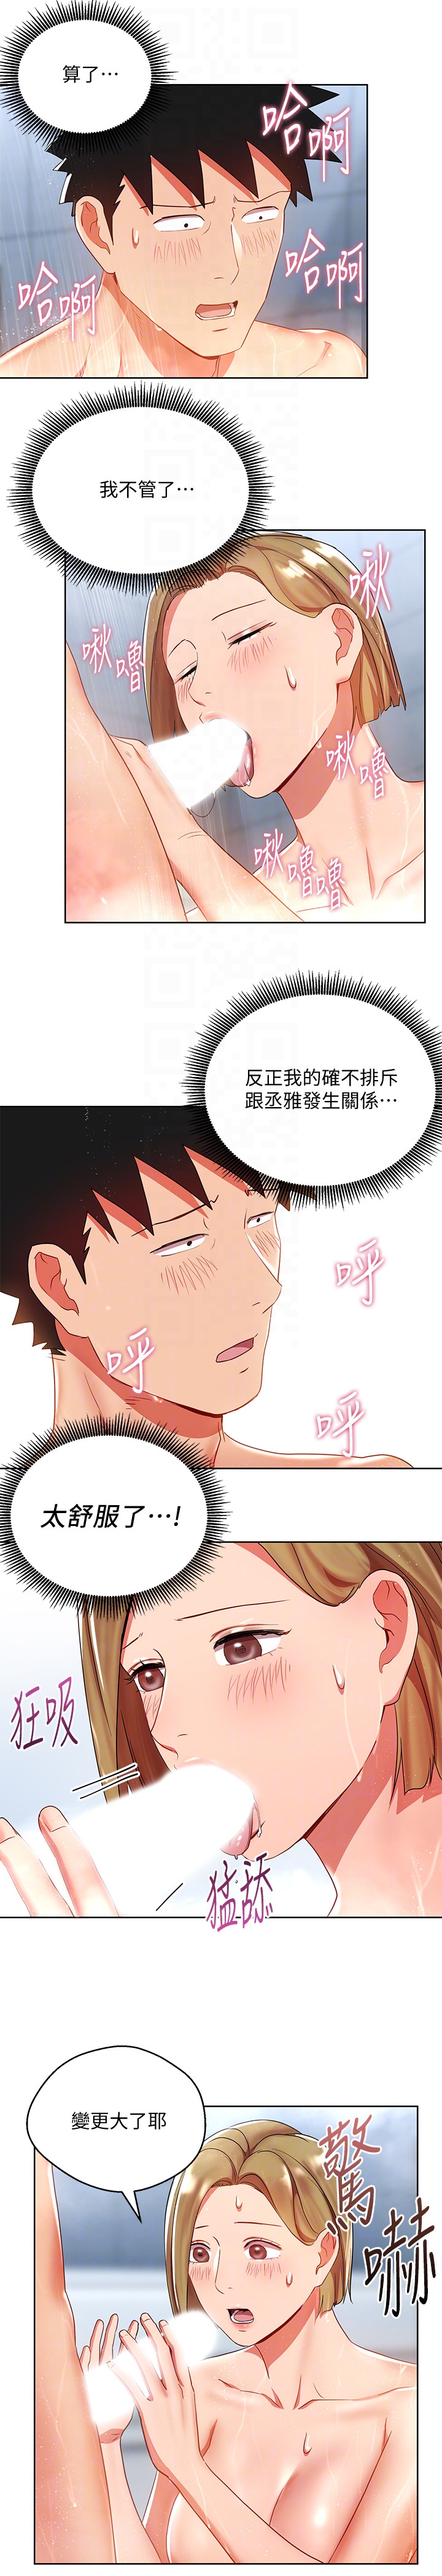 算了…
哈啊
哈啊
哈啊
我不管了…
啾
啾嚕
啾嚕
啾嚕嚕
反正我的確不排斥
跟丞雅發生關係…
呼
呼
呼
太舒服了…!
狂吸
猛舔
變更大了耶
驚
嚇